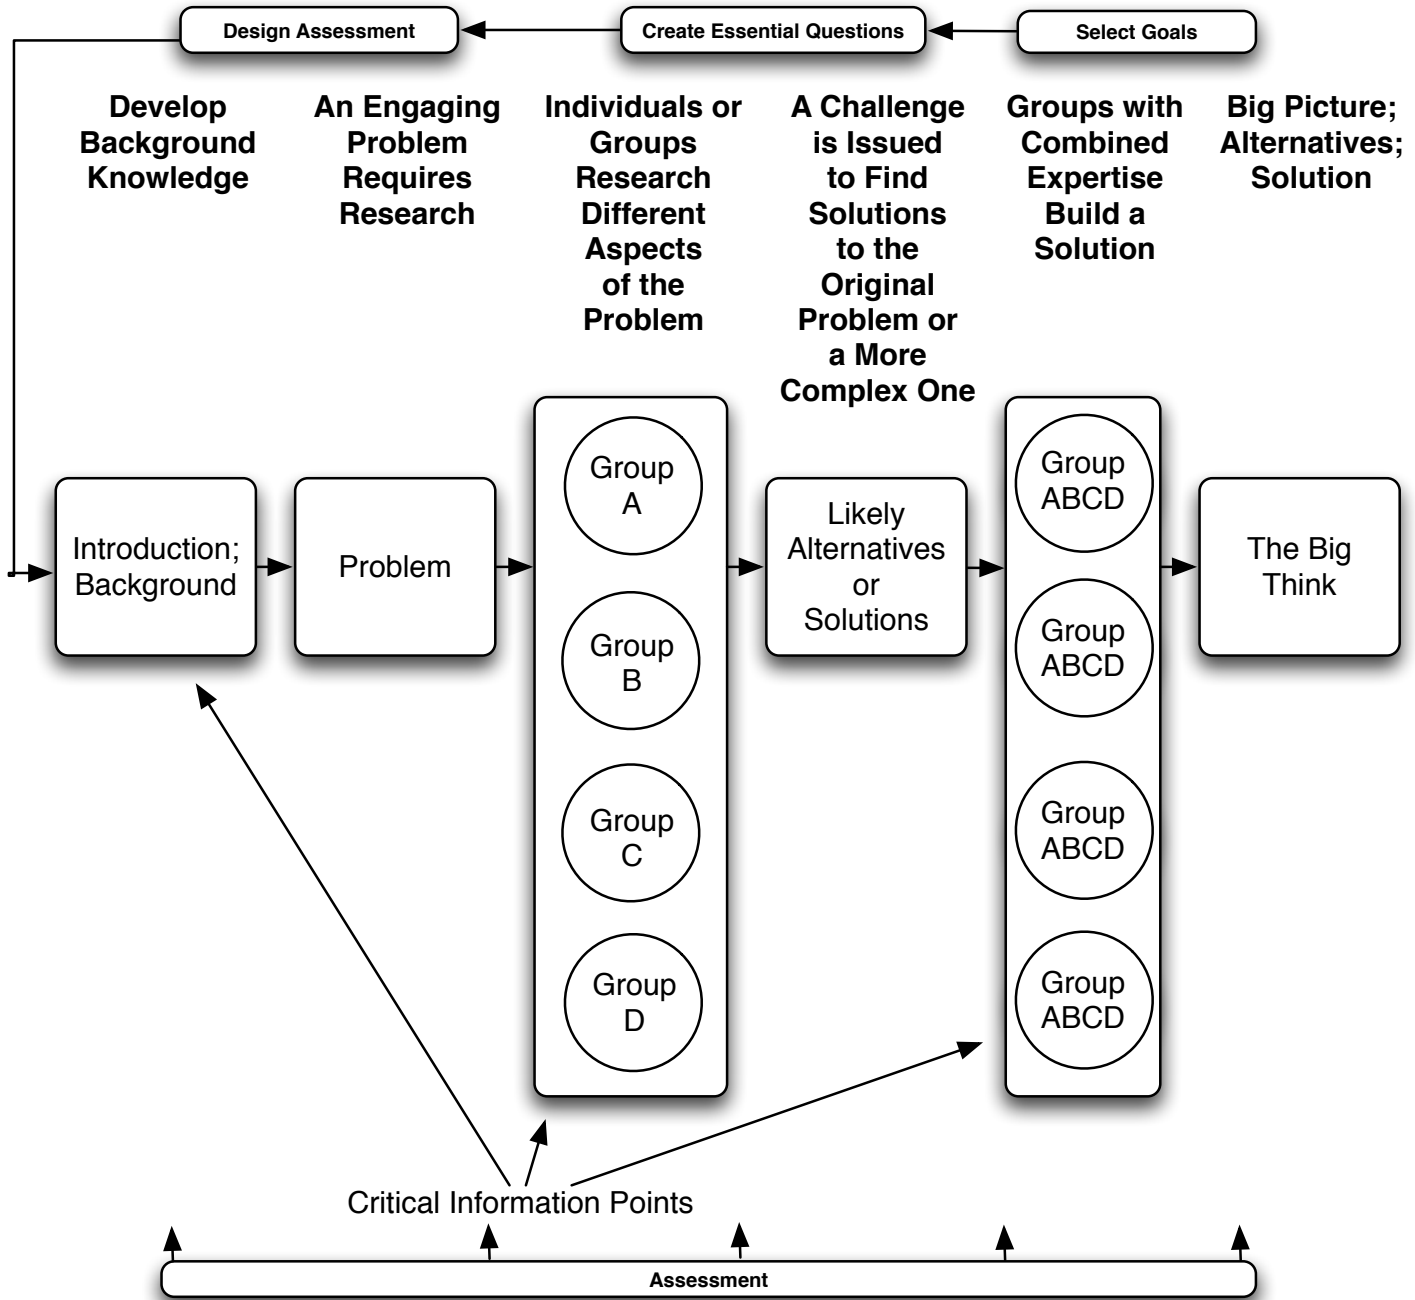 Design Assessment
Create Essential Questions
Select Goals
Develop
Background
Knowledge
An Engaging
Problem
Requires
Research
Individuals or
Groups
Research
Different
Aspects
of the
Problem
A Challenge
is Issued
to Find
Solutions
to the
Original
Problem or
a More
Complex One
Groups with
Combined
Expertise
Build a
Solution
Big Picture;
Alternatives;
Solution
Introduction;
Background
Problem
Group
A
Group
B
Group
C
Group
D
Likely
Alternatives
or
Solutions
Group
ABCD
Group
ABCD
Group
ABCD
Group
ABCD
The Big
Think
Critical Information Points
Assessment